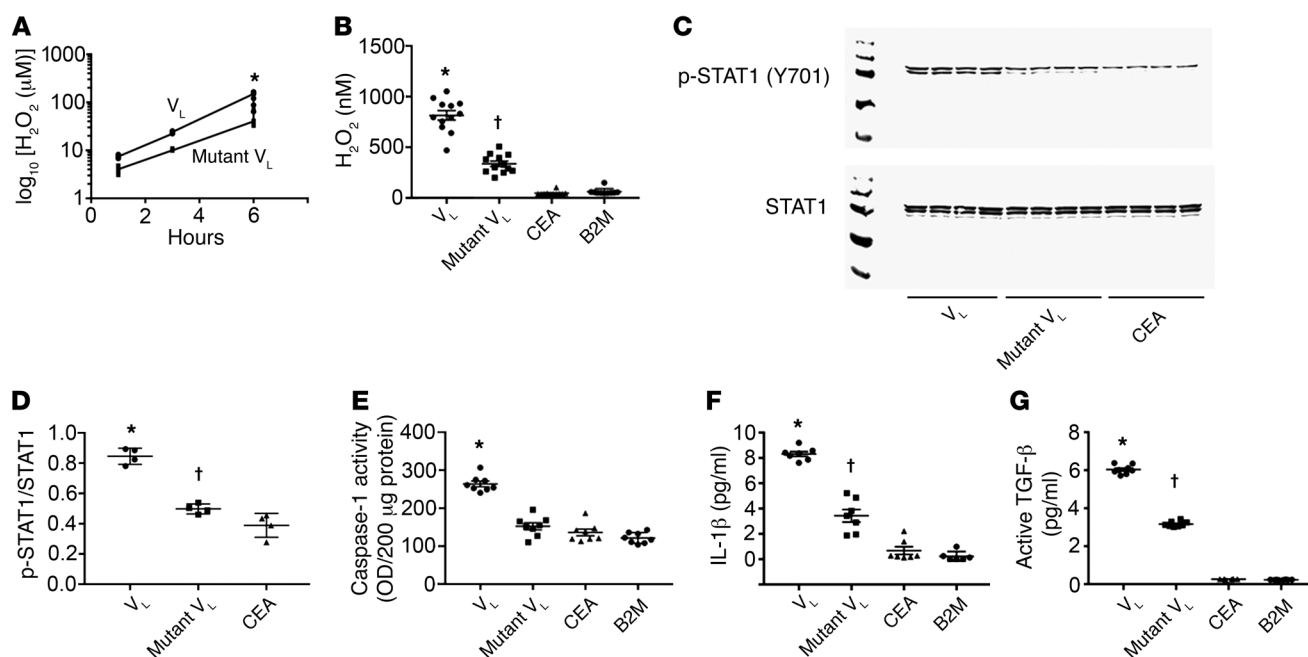 A
log10 [H2O2 (μM)]
1000
100
10
1
0 2 4 6
Hours
VL
Mutant VL
*
B
H2O2 (nM)
1500
1000
500
0
*
†
VL
Mutant VL
CEA
B2M
C
p-STAT1 (Y701)
STAT1
VL
Mutant VL
CEA
D
p-STAT1/STAT1
1.0
0.8
0.6
0.4
0.2
0.0
*
†
VL
Mutant VL
CEA
E
Caspase-1 activity
(OD/200 μg protein)
400
300
200
100
0
*
VL
Mutant VL
CEA
B2M
F
IL-1β (pg/ml)
10
8
6
4
2
0
*
†
VL
Mutant VL
CEA
B2M
G
Active TGF-β
(pg/ml)
8
6
4
2
0
*
†
VL
Mutant VL
CEA
B2M